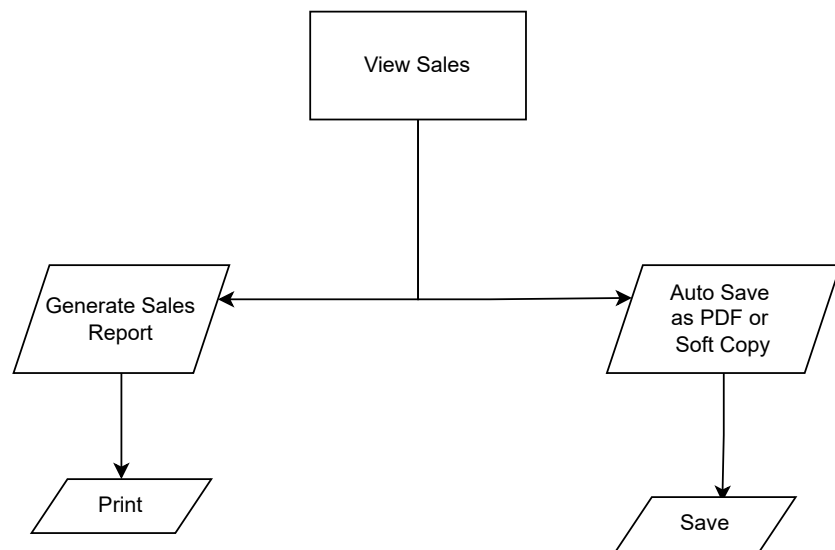 View Sales
Generate Sales
Report
Auto Save
as PDF or
Soft Copy
Print
Save